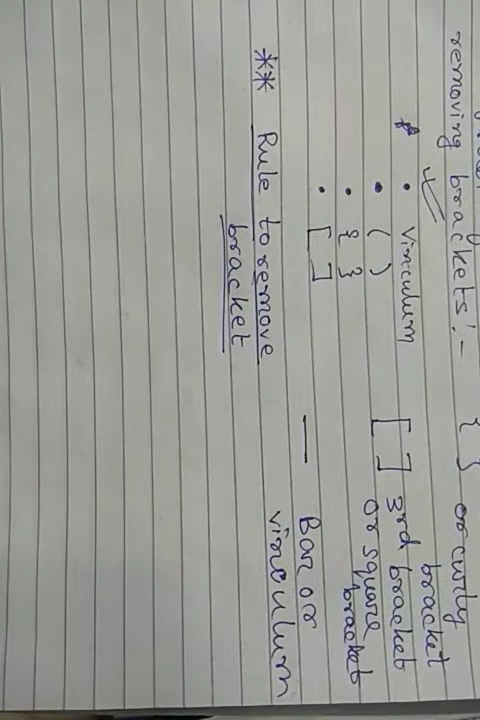 removing brackets :-
• Vinculum
• ( )
• { }
• [ ]
** Rule to remove
bracket
{ } or curly
bracket
[ ] 3rd bracket
or square
bracket
— Bar or
vinculum